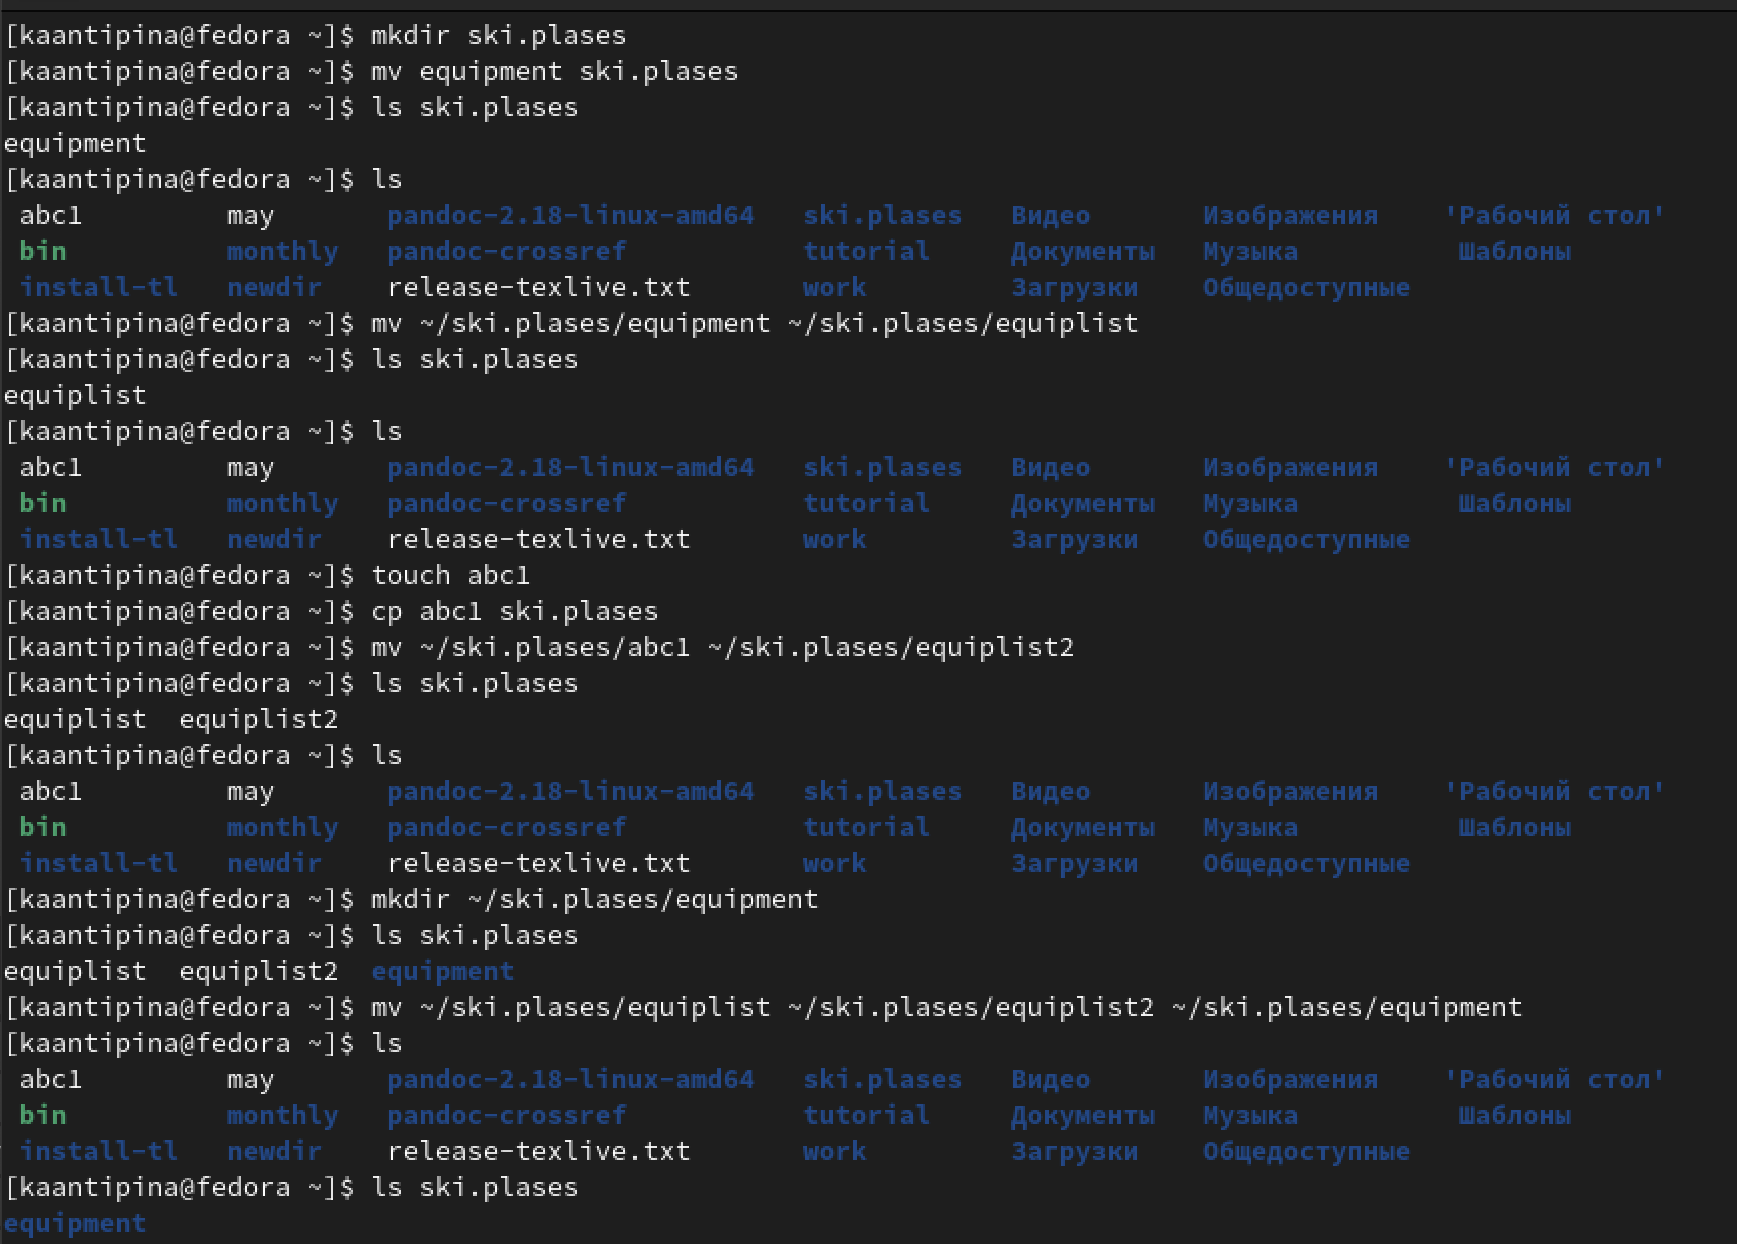 [kaantipina@fedora ~]$ mkdir ski.plases
[kaantipina@fedora ~]$ mv equipment ski.plases
[kaantipina@fedora ~]$ ls ski.plases
equipment
[kaantipina@fedora ~]$ ls
abc1 may pandoc-2.18-linux-amd64 ski.plases Видео Изображения 'Рабочий стол'
bin monthly pandoc-crossref tutorial Документы Музыка Шаблоны
install-tl newdir release-texlive.txt work Загрузки Общедоступные
[kaantipina@fedora ~]$ mv ~/ski.plases/equipment ~/ski.plases/equiplist
[kaantipina@fedora ~]$ ls ski.plases
equiplist
[kaantipina@fedora ~]$ ls
abc1 may pandoc-2.18-linux-amd64 ski.plases Видео Изображения 'Рабочий стол'
bin monthly pandoc-crossref tutorial Документы Музыка Шаблоны
install-tl newdir release-texlive.txt work Загрузки Общедоступные
[kaantipina@fedora ~]$ touch abc1
[kaantipina@fedora ~]$ cp abc1 ski.plases
[kaantipina@fedora ~]$ mv ~/ski.plases/abc1 ~/ski.plases/equiplist2
[kaantipina@fedora ~]$ ls ski.plases
equiplist equiplist2
[kaantipina@fedora ~]$ ls
abc1 may pandoc-2.18-linux-amd64 ski.plases Видео Изображения 'Рабочий стол'
bin monthly pandoc-crossref tutorial Документы Музыка Шаблоны
install-tl newdir release-texlive.txt work Загрузки Общедоступные
[kaantipina@fedora ~]$ mkdir ~/ski.plases/equipment
[kaantipina@fedora ~]$ ls ski.plases
equiplist equiplist2 equipment
[kaantipina@fedora ~]$ mv ~/ski.plases/equiplist ~/ski.plases/equiplist2 ~/ski.plases/equipment
[kaantipina@fedora ~]$ ls
abc1 may pandoc-2.18-linux-amd64 ski.plases Видео Изображения 'Рабочий стол'
bin monthly pandoc-crossref tutorial Документы Музыка Шаблоны
install-tl newdir release-texlive.txt work Загрузки Общедоступные
[kaantipina@fedora ~]$ ls ski.plases
equipment